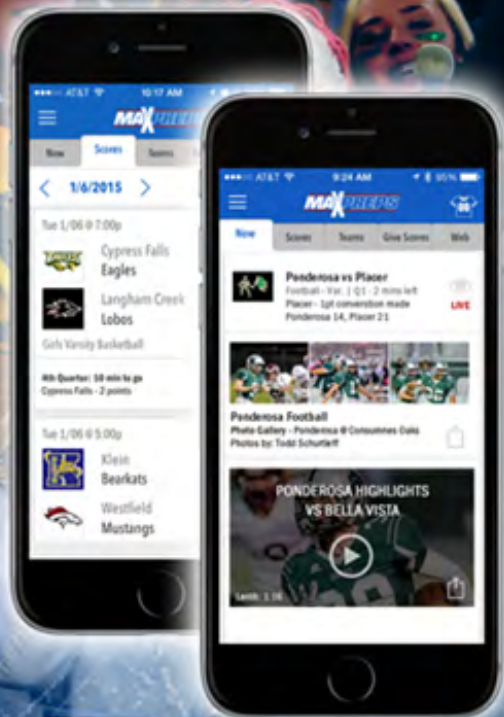 AT&T 10:17 AM
MAXPREPS
Now Scores Teams
1/6/2015
Tue 1/06 @ 7:00p
Cypress Falls
Eagles
Langham Creek
Lobos
Girls Varsity Basketball
4th Quarter: 10 min to go
Cypress Falls - 2 points
Tue 1/06 @ 5:00p
Klein
Bearkats
Westfield
Mustangs
AT&T 9:24 AM 95%
MAXPREPS
Now Scores Teams Give Scores Web
Ponderosa vs Placer
Football - Var. | Q1 - 2 mins left
Placer - 1pt converstion made
Ponderosa 14, Placer 21
LIVE
Ponderosa Football
Photo Gallery - Ponderosa @ Consumnes Oaks
Photos by: Todd Schurtleff
PONDEROSA HIGHLIGHTS
VS BELLA VISTA
1:16